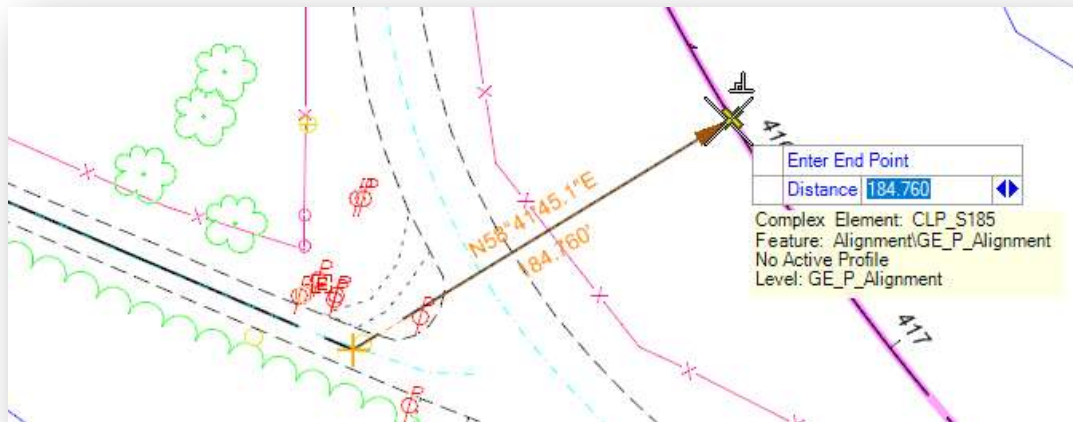 N58°41'45.1"E
184.760'
Enter End Point
Distance 184.760
Complex Element: CLP_S185
Feature: Alignment\GE_P_Alignment
No Active Profile
Level: GE_P_Alignment
417
P
P